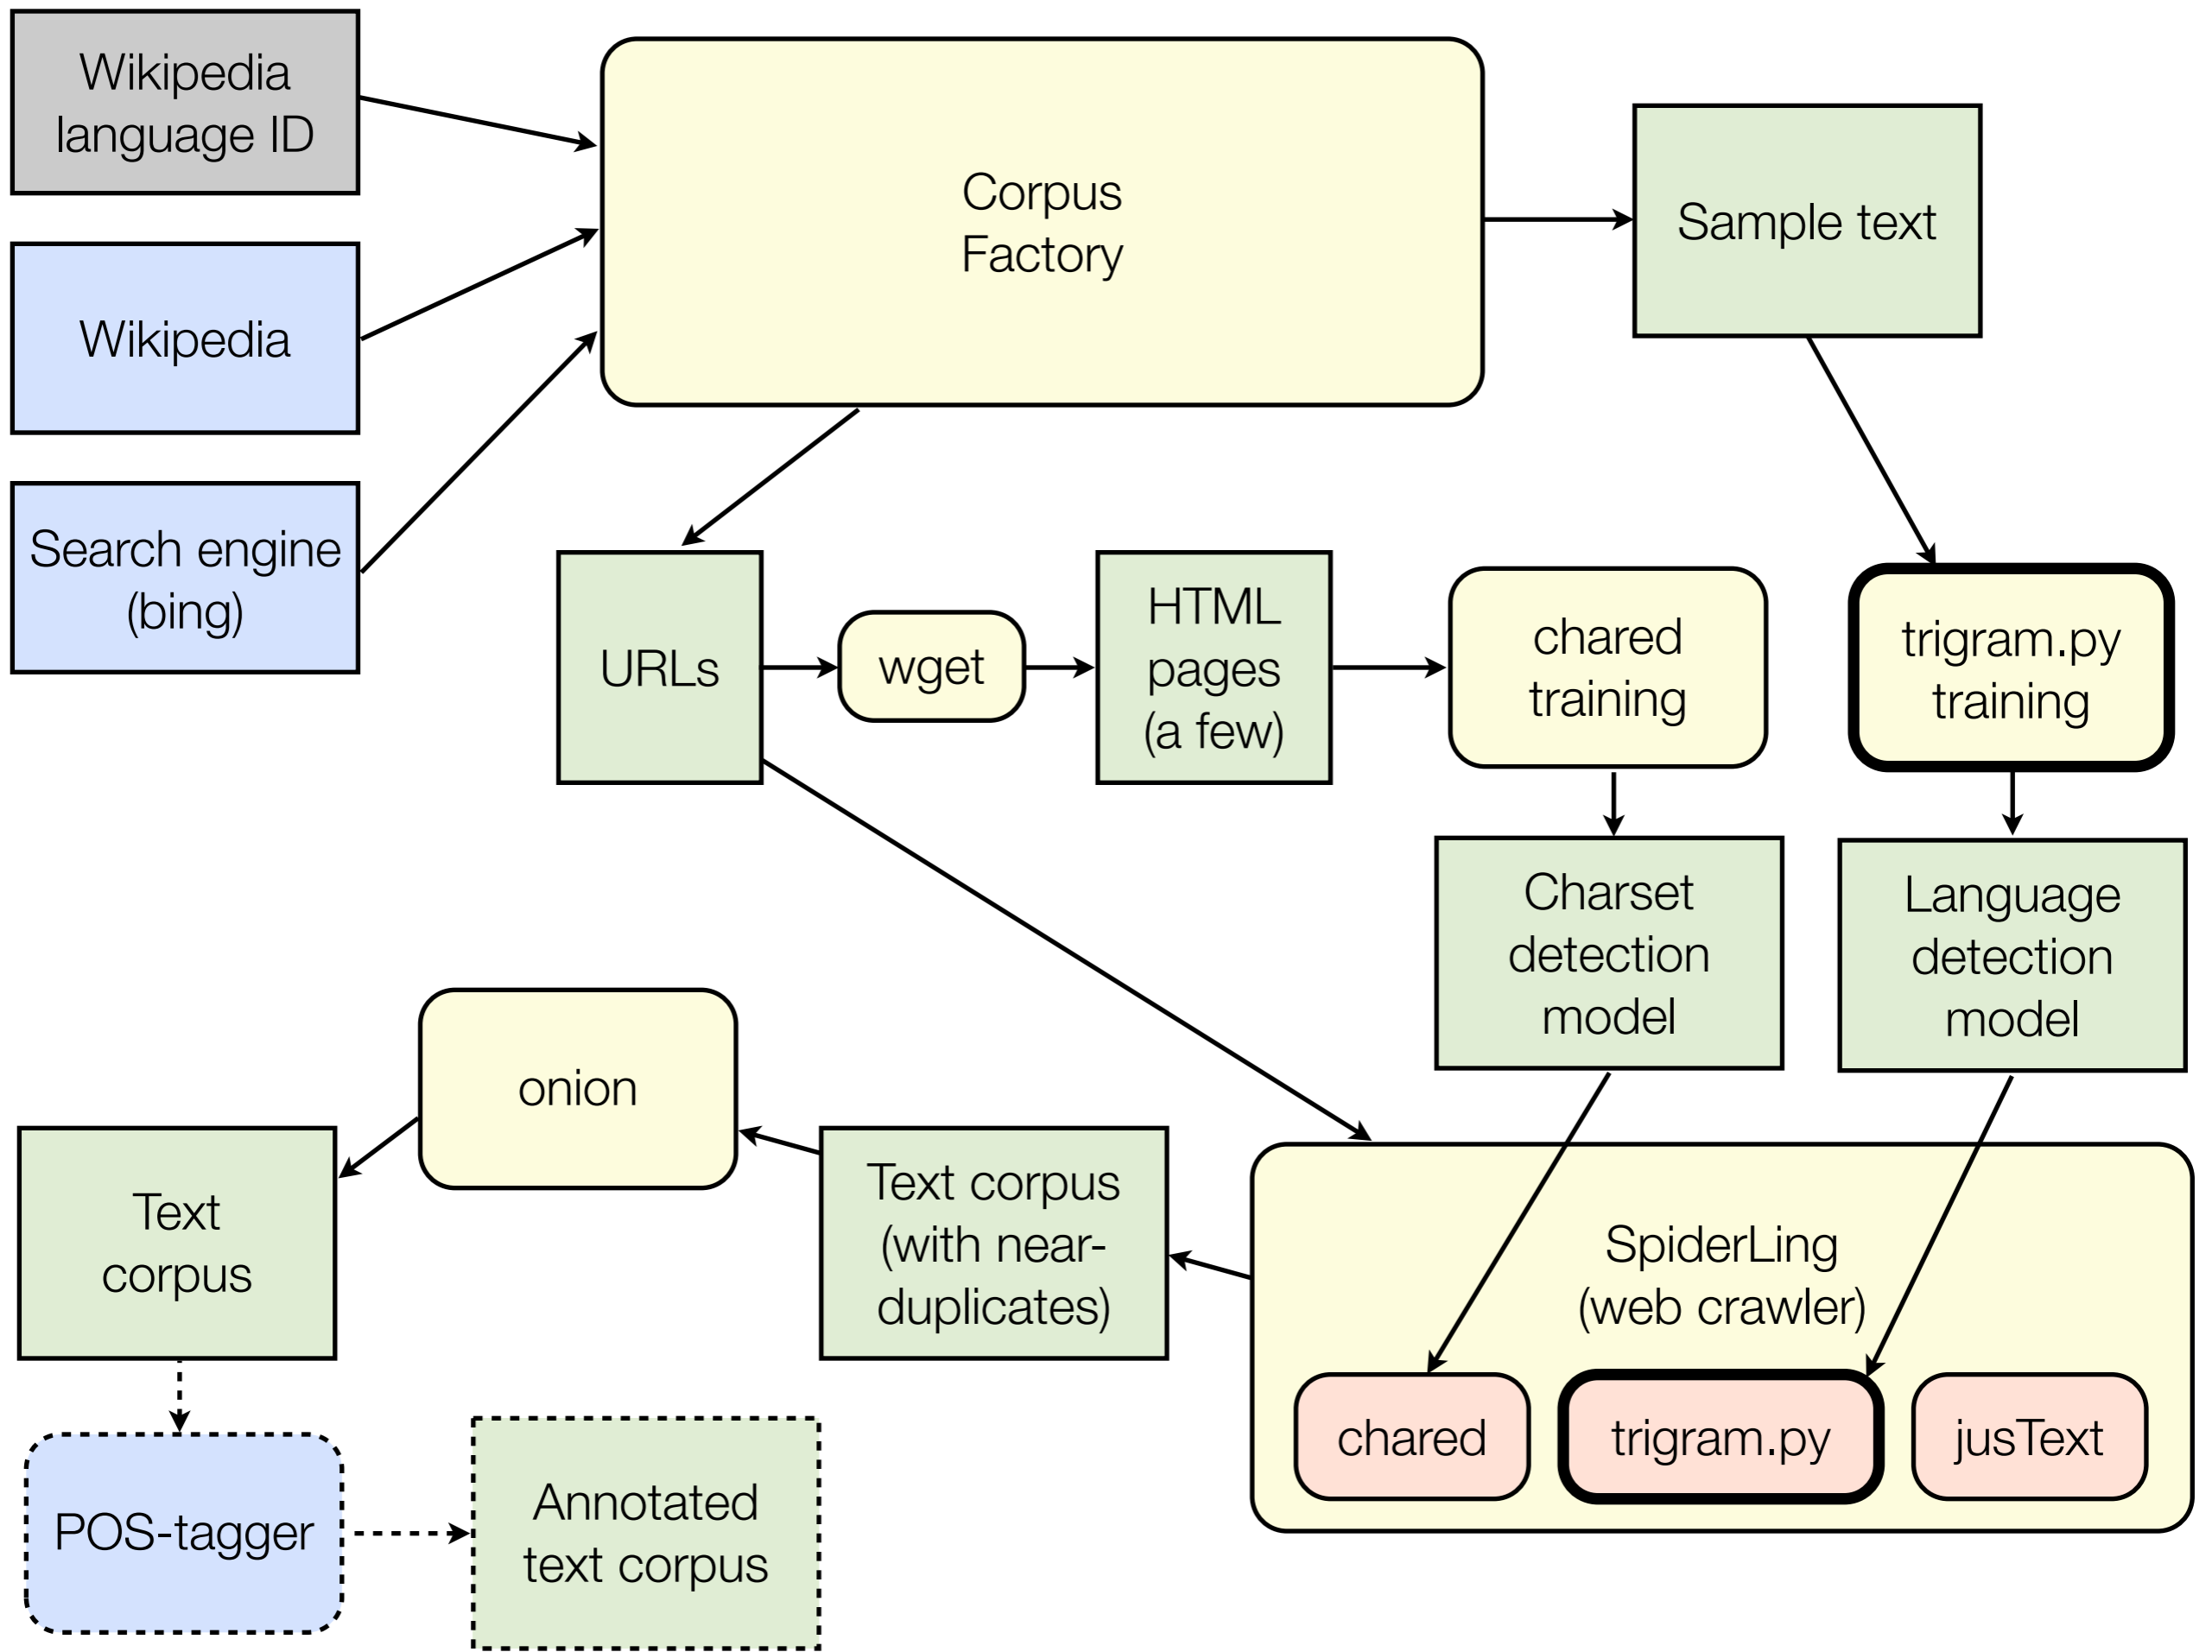 Wikipedia
language ID
Wikipedia
Search engine
(bing)
Corpus
Factory
Sample text
URLs
wget
HTML
pages
(a few)
chared
training
trigram.py
training
Charset
detection
model
Language
detection
model
SpiderLing
(web crawler)
chared
trigram.py
jusText
Text corpus
(with near-
duplicates)
onion
Text
corpus
POS-tagger
Annotated
text corpus